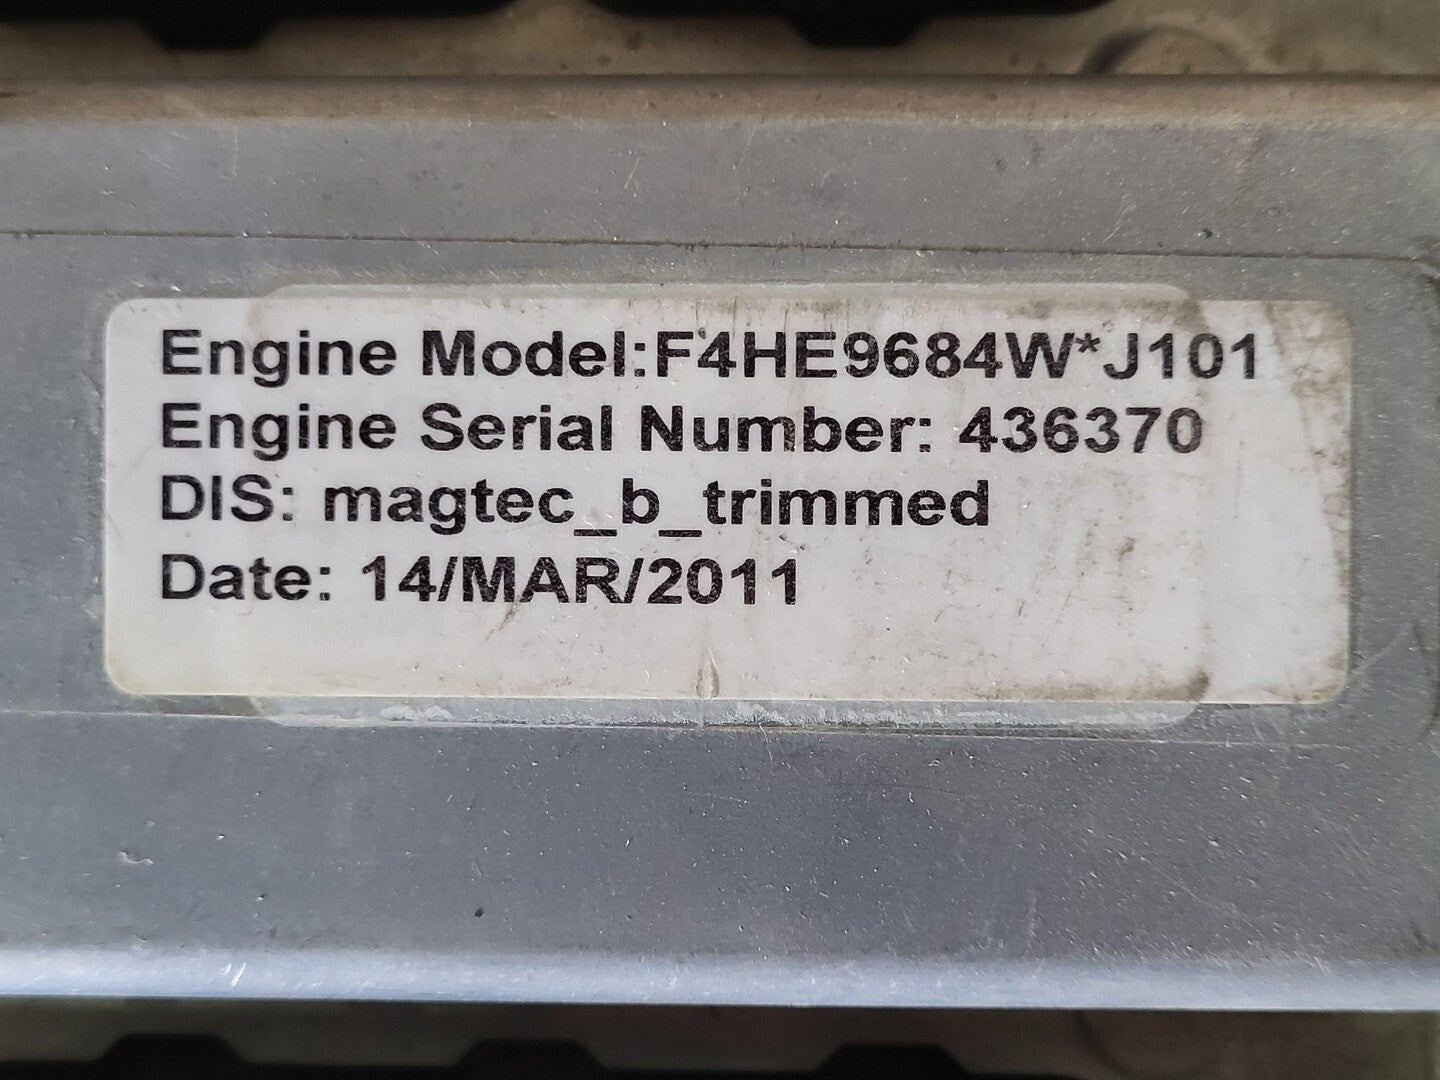 Engine Model:F4HE9684W*J101
Engine Serial Number: 436370
DIS: magtec_b_trimmed
Date: 14/MAR/2011